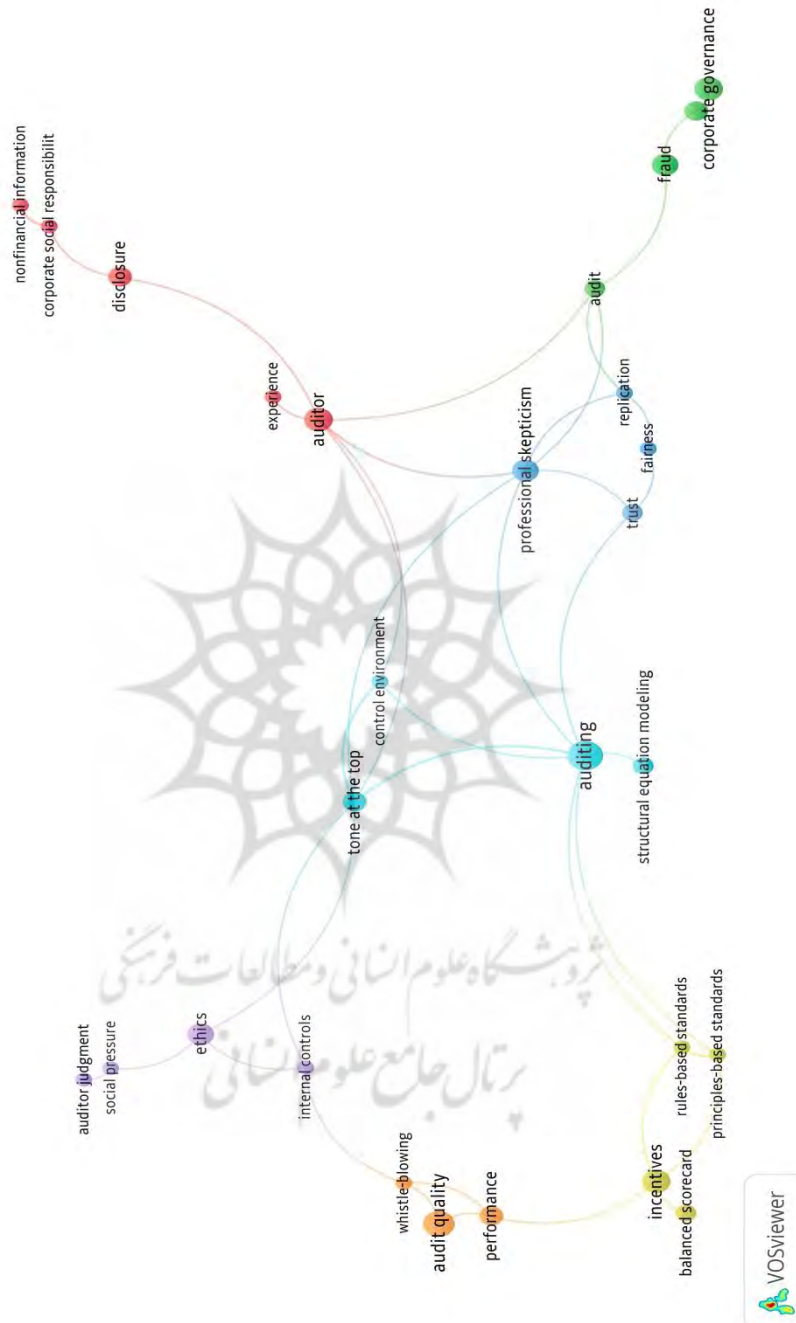 nonfinancial information
corporate social responsibilit
disclosure
experience
auditor
corporate governance
fraud
audit
replication
fairness
trust
professional skepticism
control environment
tone at the top
auditing
structural equation modeling
پژوهشگاه علوم انسانی و مطالعات فرهنگی
پرتال جامع علوم انسانی
auditor judgment
social pressure
ethics
internal controls
whistle-blowing
audit quality
performance
rules-based standards
principles-based standards
incentives
balanced scorecard
VOSviewer